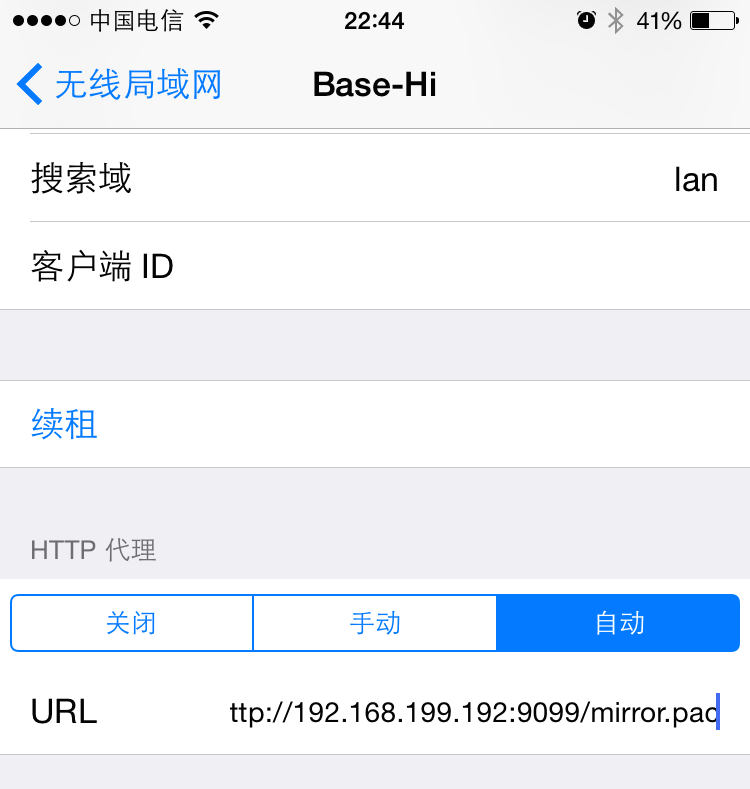 中国电信 22:44 41%
无线局域网 Base-Hi
搜索域 lan
客户端 ID
续租
HTTP 代理
关闭 手动 自动
URL ttp://192.168.199.192:9099/mirror.pac